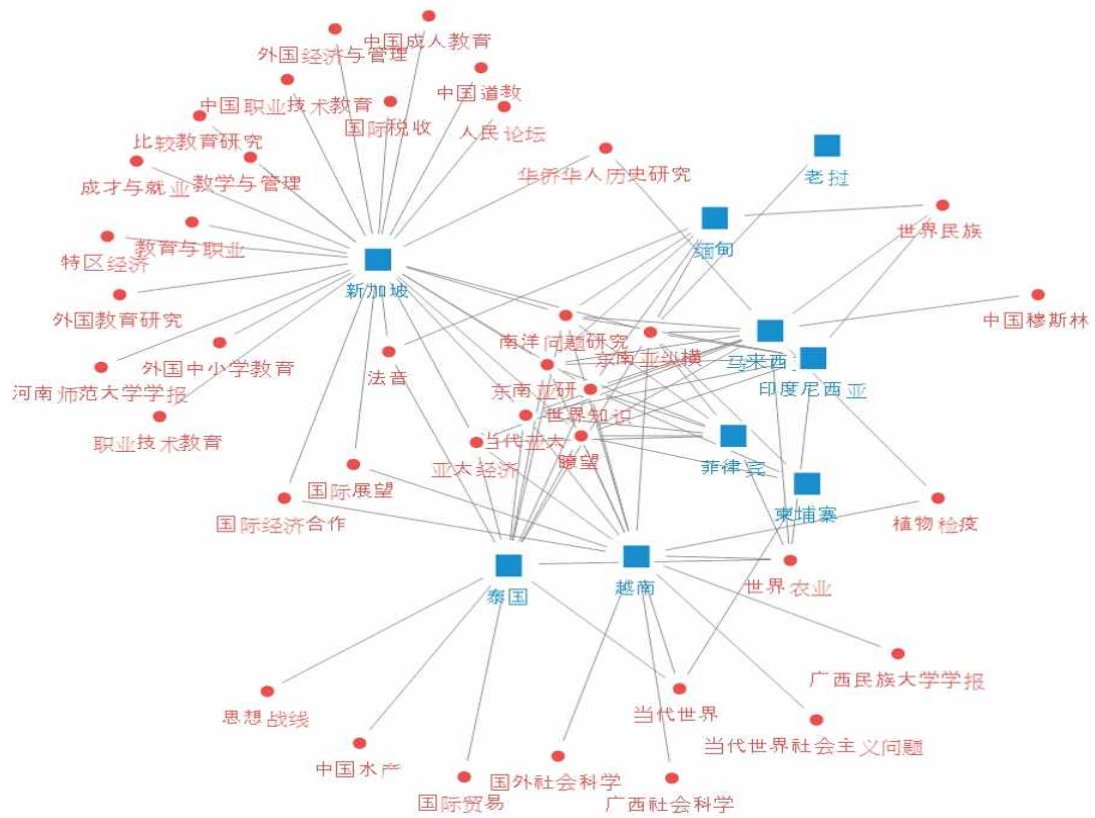 中国成人教育
外国经济与管理
中国道教
中国职业技术教育
国际税收
人民论坛
比较教育研究
华侨华人历史研究
老挝
成才与就业
教学与管理
世界民族
教育与职业
缅甸
特区经济
新加坡
外国教育研究
中国穆斯林
南洋问题研究
东南亚纵横
马来西
外国中小学教育
法音
东南亚研
印度尼西亚
河南师范大学学报
世界知识
职业技术教育
当代亚太
亚太经济
瞭望
菲律宾
国际展望
柬埔寨
国际经济合作
植物检疫
世界农业
泰国
越南
广西民族大学学报
思想战线
当代世界
当代世界社会主义问题
中国水产
国外社会科学
国际贸易
广西社会科学